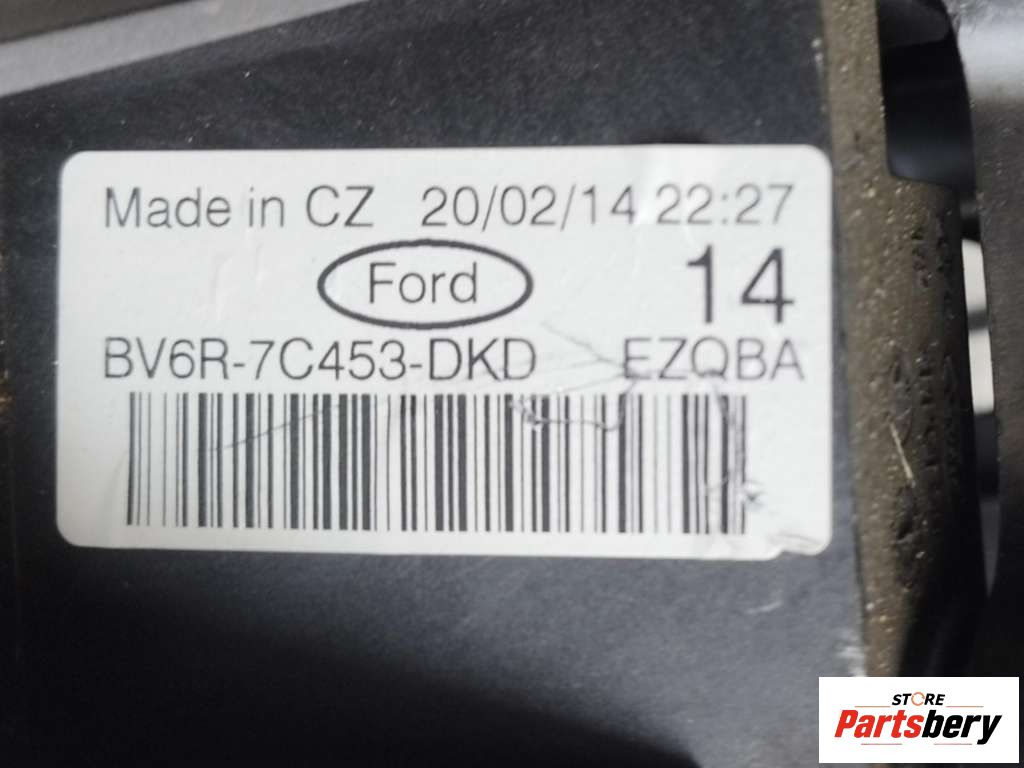 Made in CZ 20/02/14 22:27
Ford 14
BV6R-7C453-DKD EZQBA
STORE
Partsbery